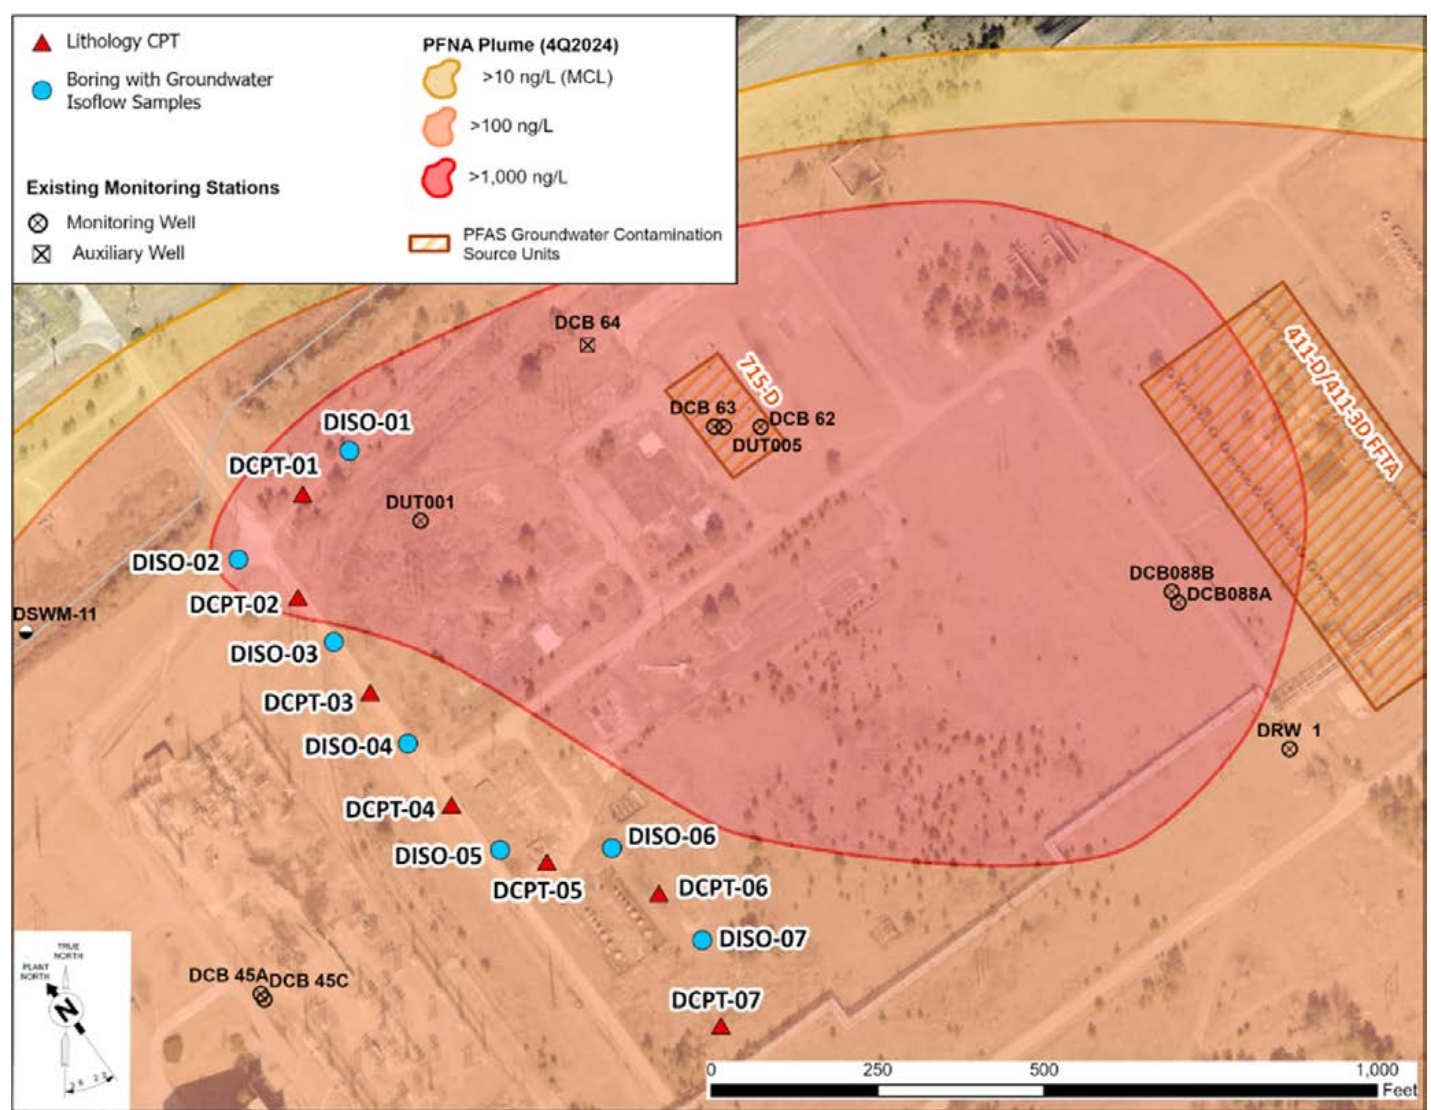 Lithology CPT
Boring with Groundwater
Isoflow Samples
Existing Monitoring Stations
Monitoring Well
Auxiliary Well
PFNA Plume (4Q2024)
>10 ng/L (MCL)
>100 ng/L
>1,000 ng/L
PFAS Groundwater Contamination
Source Units
DCB 64
715-D
DCB 63
DCB 62
DUT005
411-D/411-3D FFTA
DISO-01
DCPT-01
DUT001
DISO-02
DCPT-02
DSWM-11
DISO-03
DCB088B
DCB088A
DCPT-03
DISO-04
DRW 1
DCPT-04
DISO-05
DISO-06
DCPT-05
DCPT-06
DISO-07
DCB 45A
DCB 45C
DCPT-07
TRUE
NORTH
PLANT
NORTH
N
0 250 500 1,000
Feet